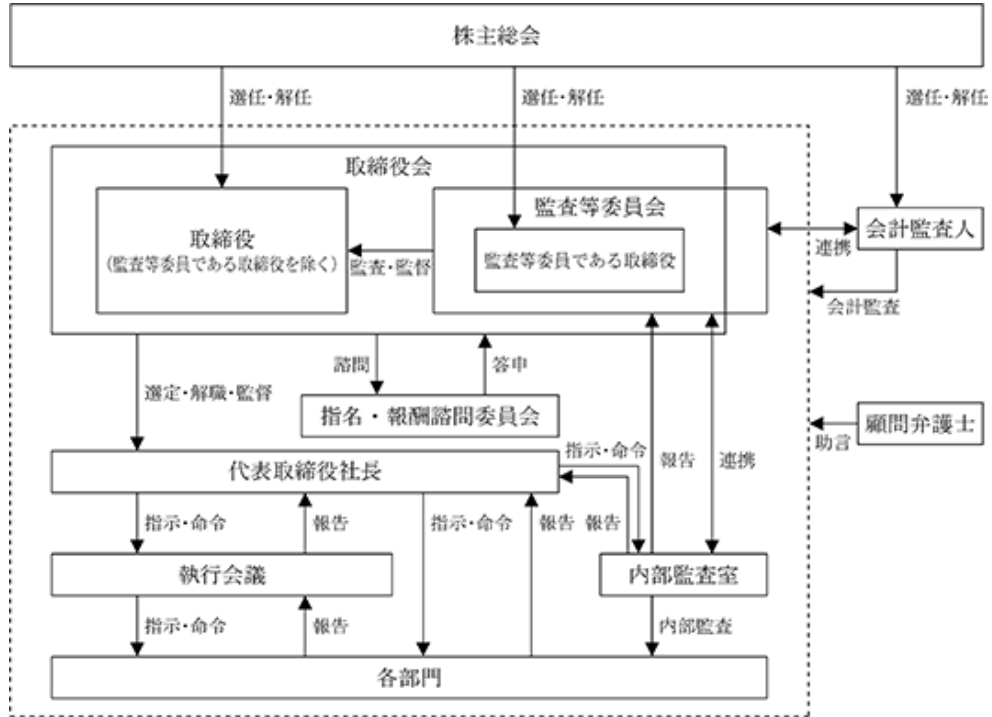 株主総会
選任・解任
選任・解任
選任・解任
取締役会
取締役
(監査等委員である取締役を除く)
監査・監督
監査等委員会
監査等委員である取締役
連携
会計監査人
会計監査
諮問
答申
選定・解職・監督
指名・報酬諮問委員会
顧問弁護士
助言
代表取締役社長
指示・命令
報告
連携
指示・命令
報告
指示・命令
報告
報告
執行会議
内部監査室
指示・命令
報告
内部監査
各部門